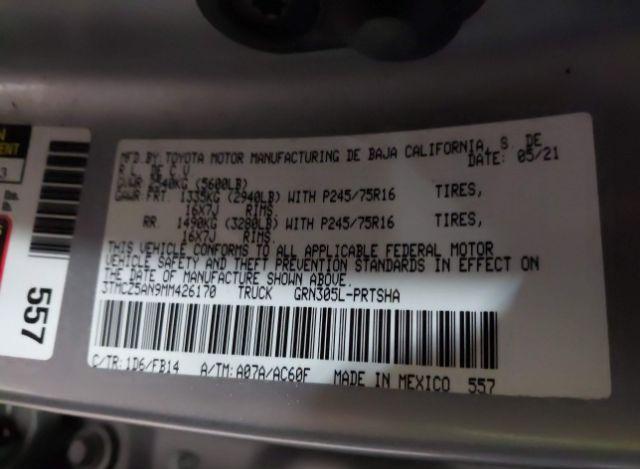 MFD.BY:TOYOTA MOTOR MANUFACTURING DE BAJA CALIFORNIA, S. DE
R.L. DE C.V. DATE: 05/21
GVWR 2540KG (5600LB)
GAWR:FRT. 1335KG (2940LB) WITH P245/75R16 TIRES,
16X7J RIMS.
RR. 1490KG (3280LB) WITH P245/75R16 TIRES,
16X7J RIMS.
THIS VEHICLE CONFORMS TO ALL APPLICABLE FEDERAL MOTOR
VEHICLE SAFETY AND THEFT PREVENTION STANDARDS IN EFFECT ON
THE DATE OF MANUFACTURE SHOWN ABOVE.
3TMCZ5AN9MM426170 TRUCK GRN305L-PRTSHA
C/TR:1D6/FB14 A/TM:A07A/AC60F MADE IN MEXICO 557
557